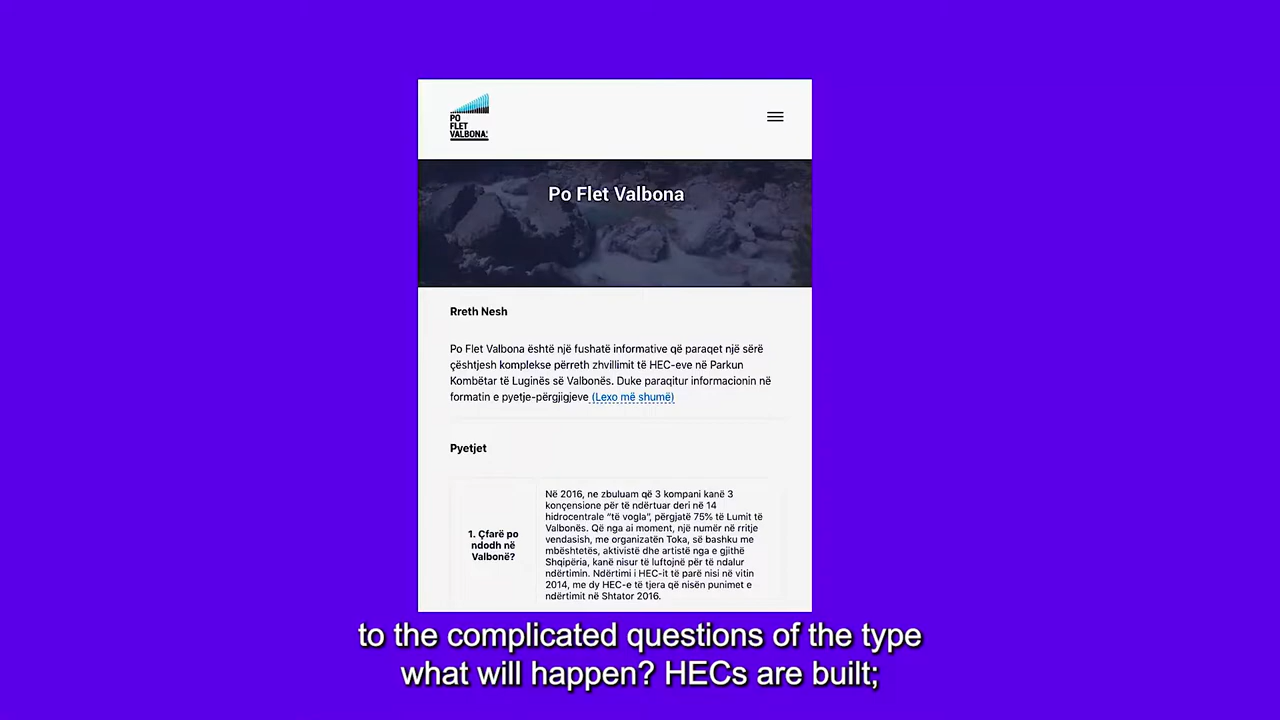 PO
FLET
VALBONA!
Po Flet Valbona
Rreth Nesh
Po Flet Valbona është një fushatë informative që paraqet një sërë
çështjesh komplekse përreth zhvillimit të HEC-eve në Parkun
Kombëtar të Luginës së Valbonës. Duke paraqitur informacionin në
formatin e pyetje-përgjigjeve (Lexo më shumë)
Pyetjet
1. Çfarë po
ndodh në
Valbonë?
Në 2016, ne zbuluam që 3 kompani kanë 3
konçensione për të ndërtuar deri në 14
hidrocentrale “të vogla”, përgjatë 75% të Lumit të
Valbonës. Që nga ai moment, një numër në rritje
vendasish, me organizatën Toka, së bashku me
mbështetës, aktivistë dhe artistë nga e gjithë
Shqipëria, kanë nisur të luftojnë për të ndalur
ndërtimin. Ndërtimi i HEC-it të parë nisi në vitin
2014, me dy HEC-e të tjera që nisën punimet e
ndërtimit në Shtator 2016.
to the complicated questions of the type
what will happen? HECs are built;